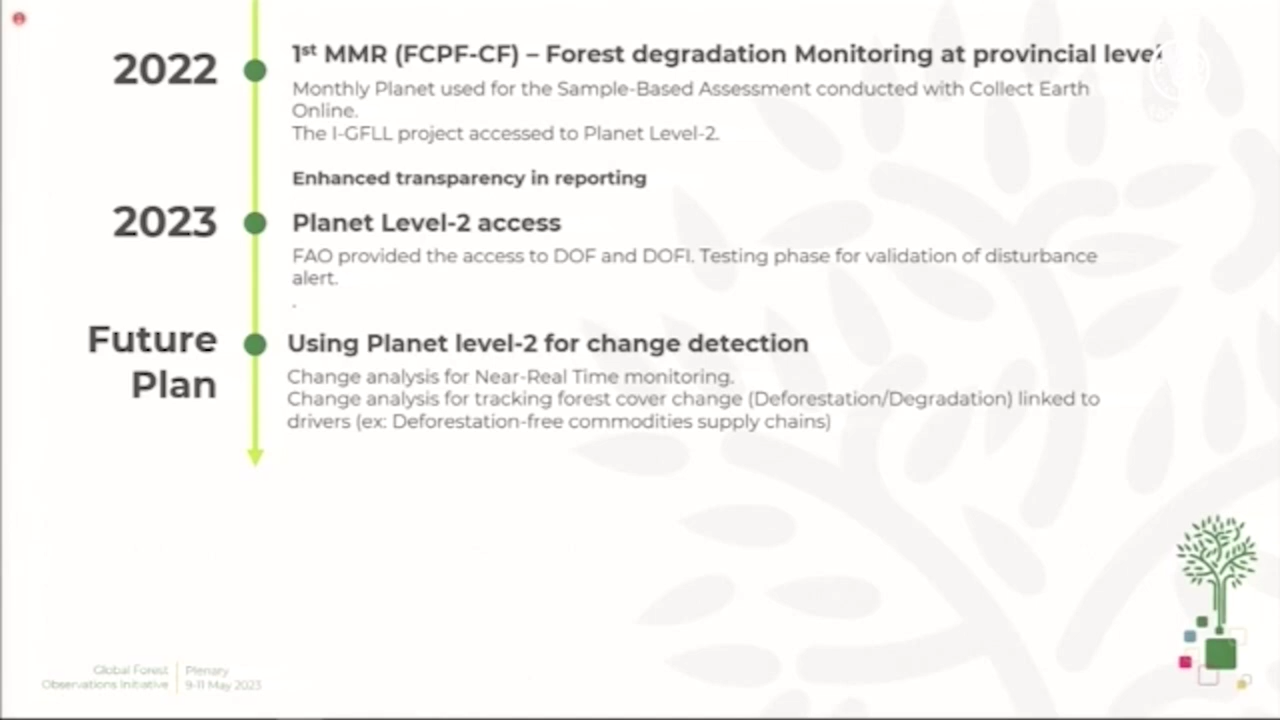 2022
1st MMR (FCPF-CF) – Forest degradation Monitoring at provincial level
Monthly Planet used for the Sample-Based Assessment conducted with Collect Earth
Online.
The I-GFLL project accessed to Planet Level-2.
Enhanced transparency in reporting
2023
Planet Level-2 access
FAO provided the access to DOF and DOFI. Testing phase for validation of disturbance
alert.
.
Future
Plan
Using Planet level-2 for change detection
Change analysis for Near-Real Time monitoring.
Change analysis for tracking forest cover change (Deforestation/Degradation) linked to
drivers (ex: Deforestation-free commodities supply chains)
Global Forest
Observations Initiative
Plenary
9-11 May 2023